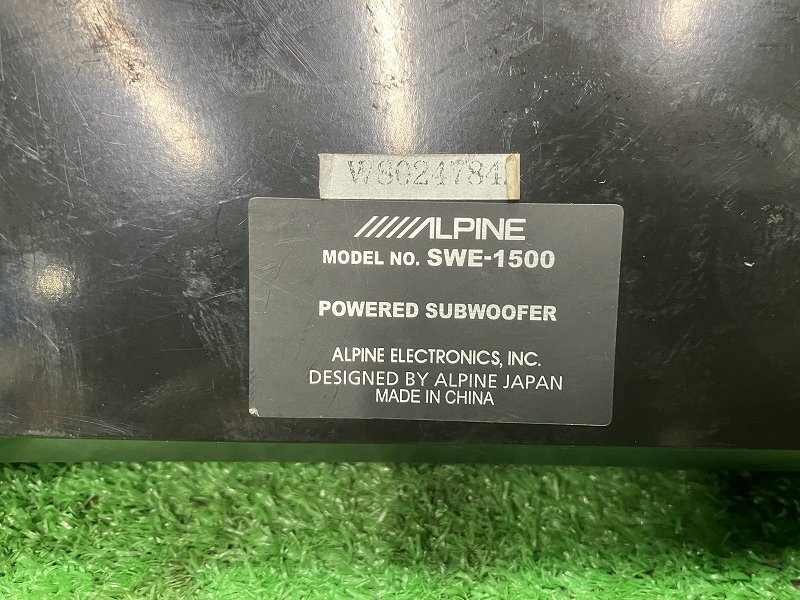 W8024784
ALPINE
MODEL NO. SWE-1500
POWERED SUBWOOFER
ALPINE ELECTRONICS, INC.
DESIGNED BY ALPINE JAPAN
MADE IN CHINA